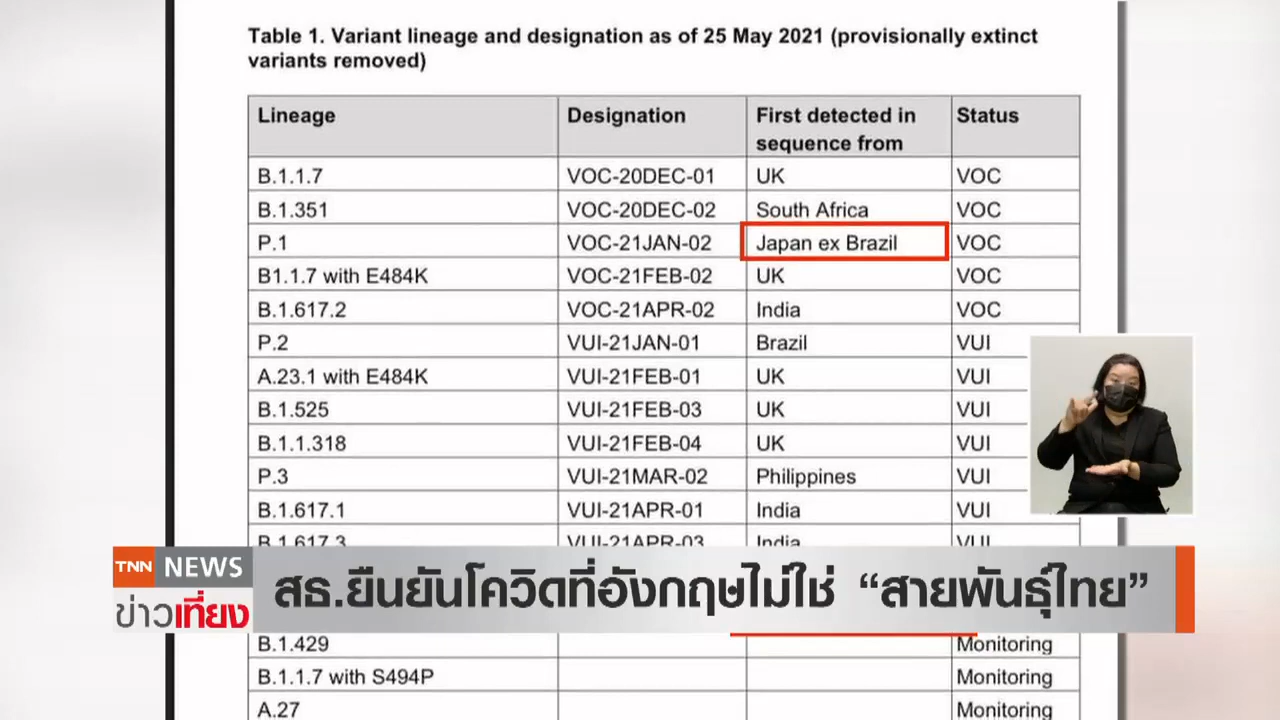 Table 1. Variant lineage and designation as of 25 May 2021 (provisionally extinct
variants removed)
Lineage Designation First detected in sequence from Status
B.1.1.7 VOC-20DEC-01 UK VOC
B.1.351 VOC-20DEC-02 South Africa VOC
P.1 VOC-21JAN-02 Japan ex Brazil VOC
B1.1.7 with E484K VOC-21FEB-02 UK VOC
B.1.617.2 VOC-21APR-02 India VOC
P.2 VUI-21JAN-01 Brazil VUI
A.23.1 with E484K VUI-21FEB-01 UK VUI
B.1.525 VUI-21FEB-03 UK VUI
B.1.1.318 VUI-21FEB-04 UK VUI
P.3 VUI-21MAR-02 Philippines VUI
B.1.617.1 VUI-21APR-01 India VUI
B.1.617.3 VUI-21APR-03 India VUI
TNN NEWS
ข่าวเที่ยง
สธ.ยืนยันโควิดที่อังกฤษไม่ใช่ “สายพันธุ์ไทย”
B.1.429 Monitoring
B.1.1.7 with S494P Monitoring
A.27 Monitoring